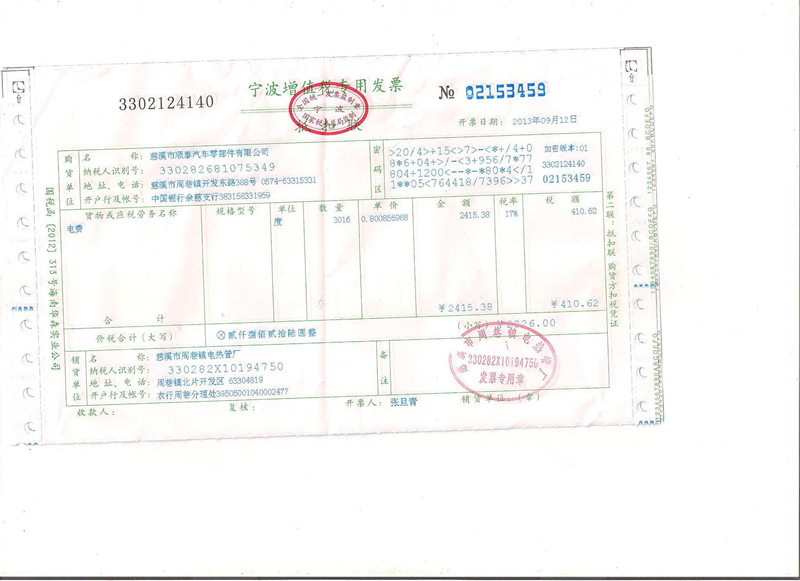 宁波增值税专用发票
3302124140
№ 02153459
抵扣联
全国统一发票监制章
宁波
国家税务局监制
开票日期: 2013年09月12日
购货单位
名 称: 慈溪市顺泰汽车零部件有限公司
纳税人识别号: 330282681075349
地址、电话: 慈溪市周巷镇开发东路388号 0574-63315331
开户行及帐号: 中国银行余慈支行383158331959
密码区
>20/4>+15<7>-<*+/4+0 加密版本:01
8*6+04+>/-<3+956/7*77 3302124140
804+1200<--*-*80*4</1
1**05<764418/7396>>37 02153459
货物或应税劳务名称 规格型号 单位 数量 单价 金额 税率 税额
电费 度 3016 0.800856968 2415.38 17% 410.62
合 计 ¥2415.38 ¥410.62
价税合计(大写) ⊗贰仟捌佰贰拾陆圆整 (小写) 2826.00
销货单位
名 称: 慈溪市周巷镇电热管厂
纳税人识别号: 330282X10194750
地址、电话: 周巷镇北片开发区 63304819
开户行及帐号: 农行周巷分理处39505001040002477
备注
慈溪市周巷镇电热管厂
330282X10194750
发票专用章
收款人: 复核: 开票人: 张旦青 销货单位:(章)
国税函[2012]313号海南华森实业公司
第二联:抵扣联 购货方扣税凭证